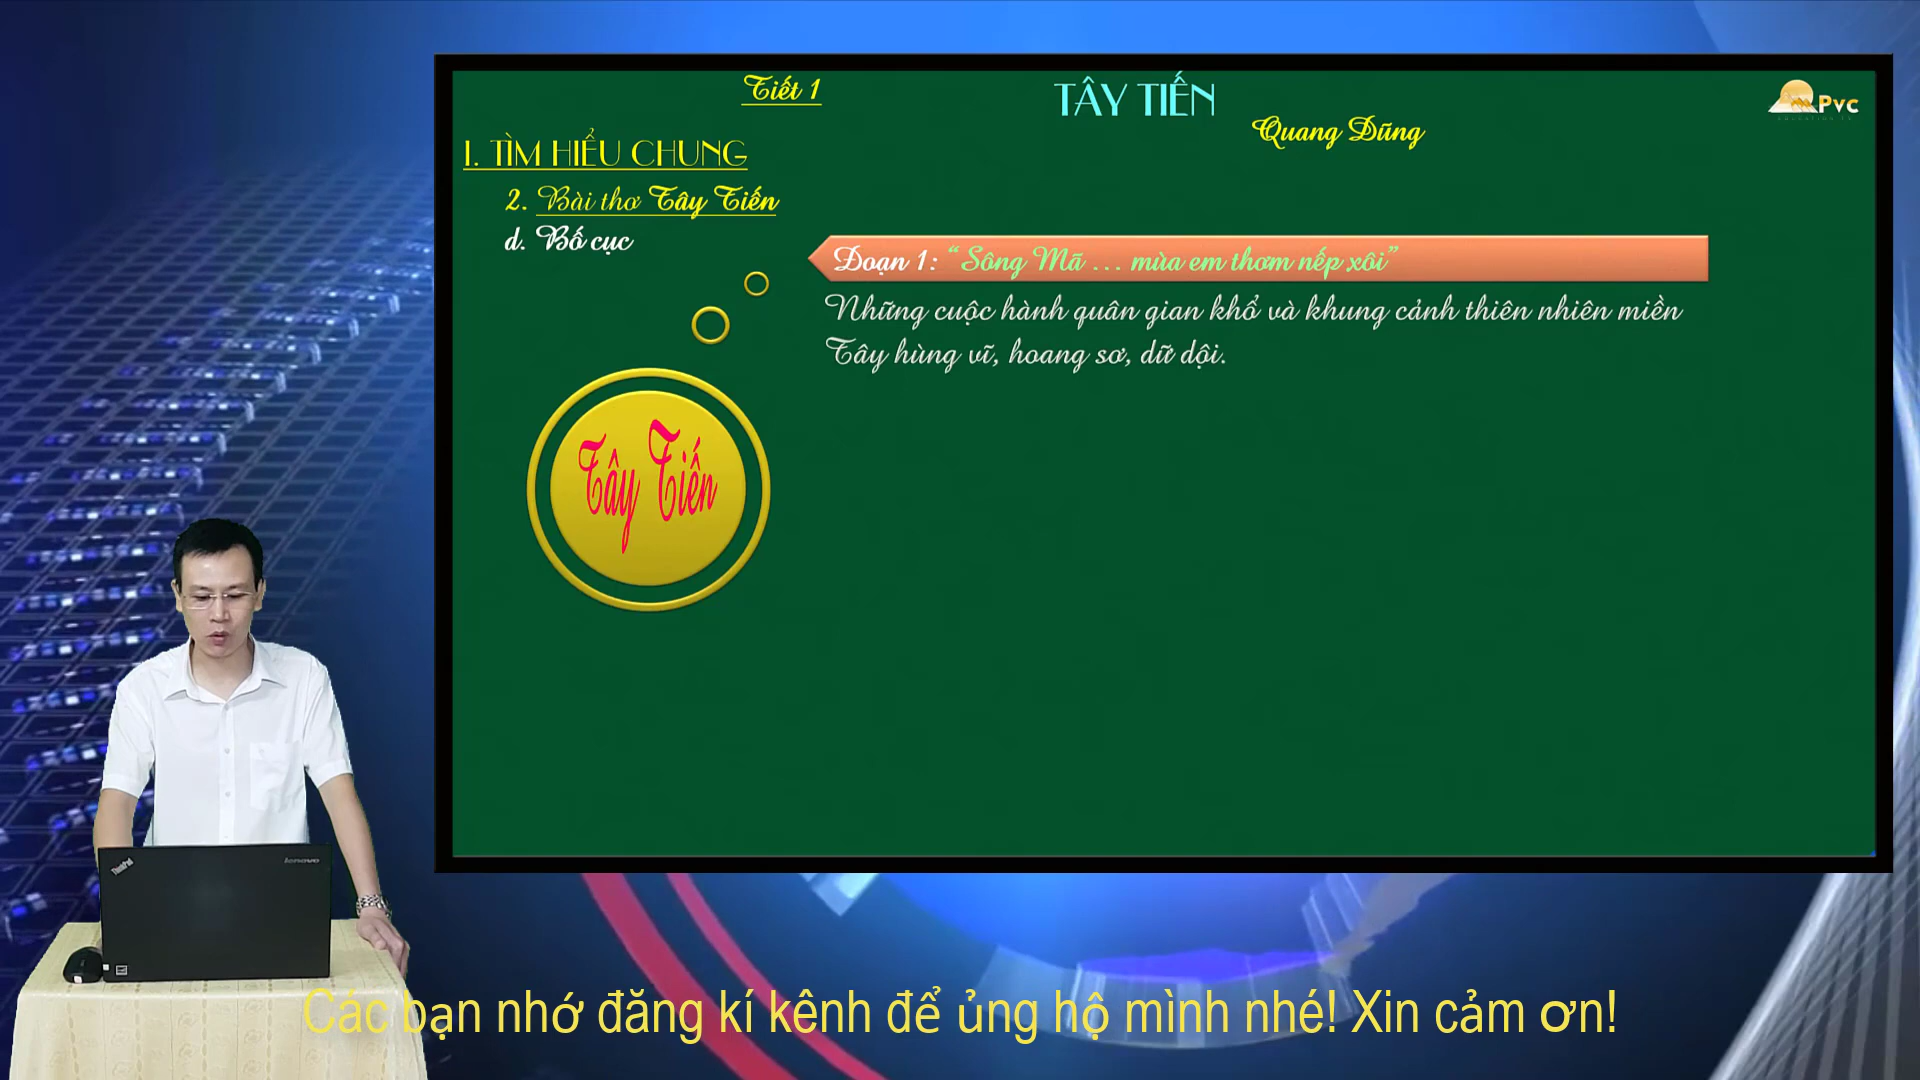 Tiết 1
TÂY TIẾN
Pvc
Quang Dũng
I. TÌM HIỂU CHUNG
2. Bài thơ Tây Tiến
d. Bố cục
Đoạn 1: “ Sông Mã ... mùa em thơm nếp xôi”
Những cuộc hành quân gian khổ và khung cảnh thiên nhiên miền
Tây hùng vĩ, hoang sơ, dữ dội.
Tây Tiến
ThinkPad
lenovo
Các bạn nhớ đăng kí kênh để ủng hộ mình nhé! Xin cảm ơn!